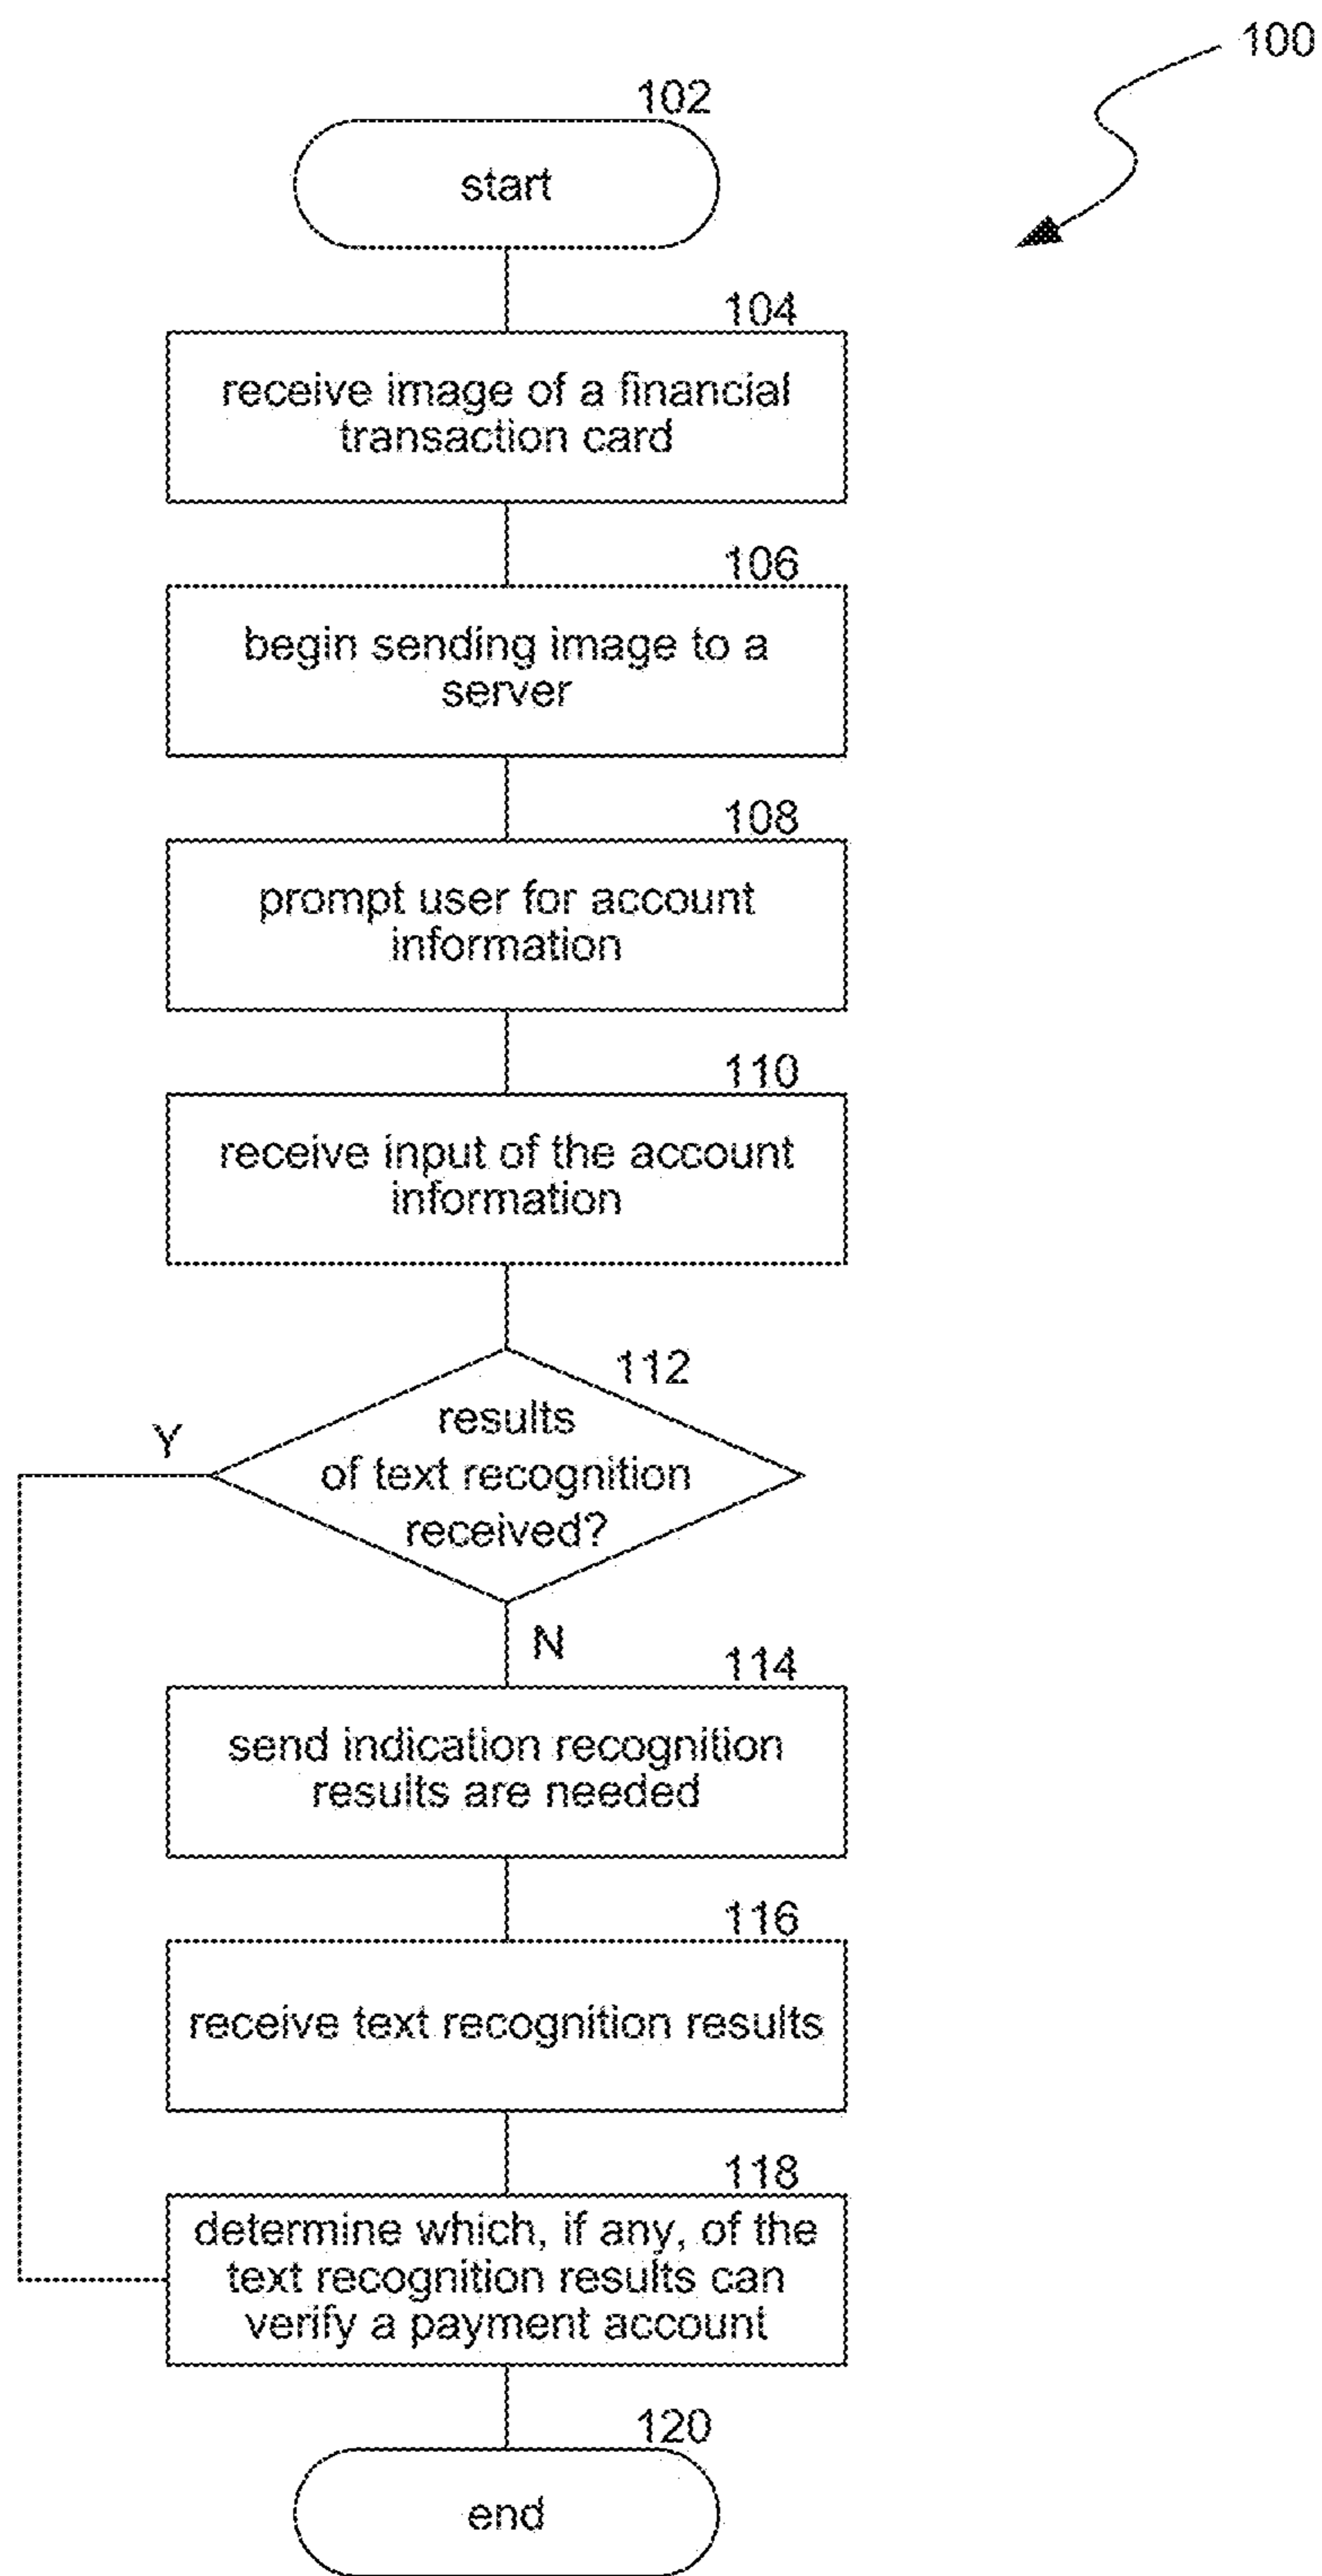 100
102
start
104
receive image of a financial
transaction card
106
begin sending image to a
server
108
prompt user for account
information
110
receive input of the account
information
112
results
of text recognition
received?
Y
N
114
send indication recognition
results are needed
116
receive text recognition results
118
determine which, if any, of the
text recognition results can
verify a payment account
120
end